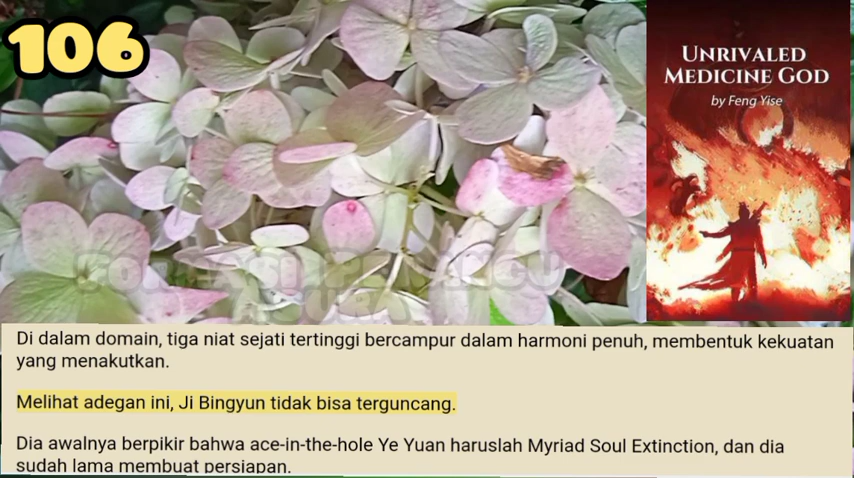 106
UNRIVALED
MEDICINE GOD
by Feng Yise
Di dalam domain, tiga niat sejati tertinggi bercampur dalam harmoni penuh, membentuk kekuatan
yang menakutkan.
Melihat adegan ini, Ji Bingyun tidak bisa terguncang.
Dia awalnya berpikir bahwa ace-in-the-hole Ye Yuan haruslah Myriad Soul Extinction, dan dia
sudah lama membuat persiapan.